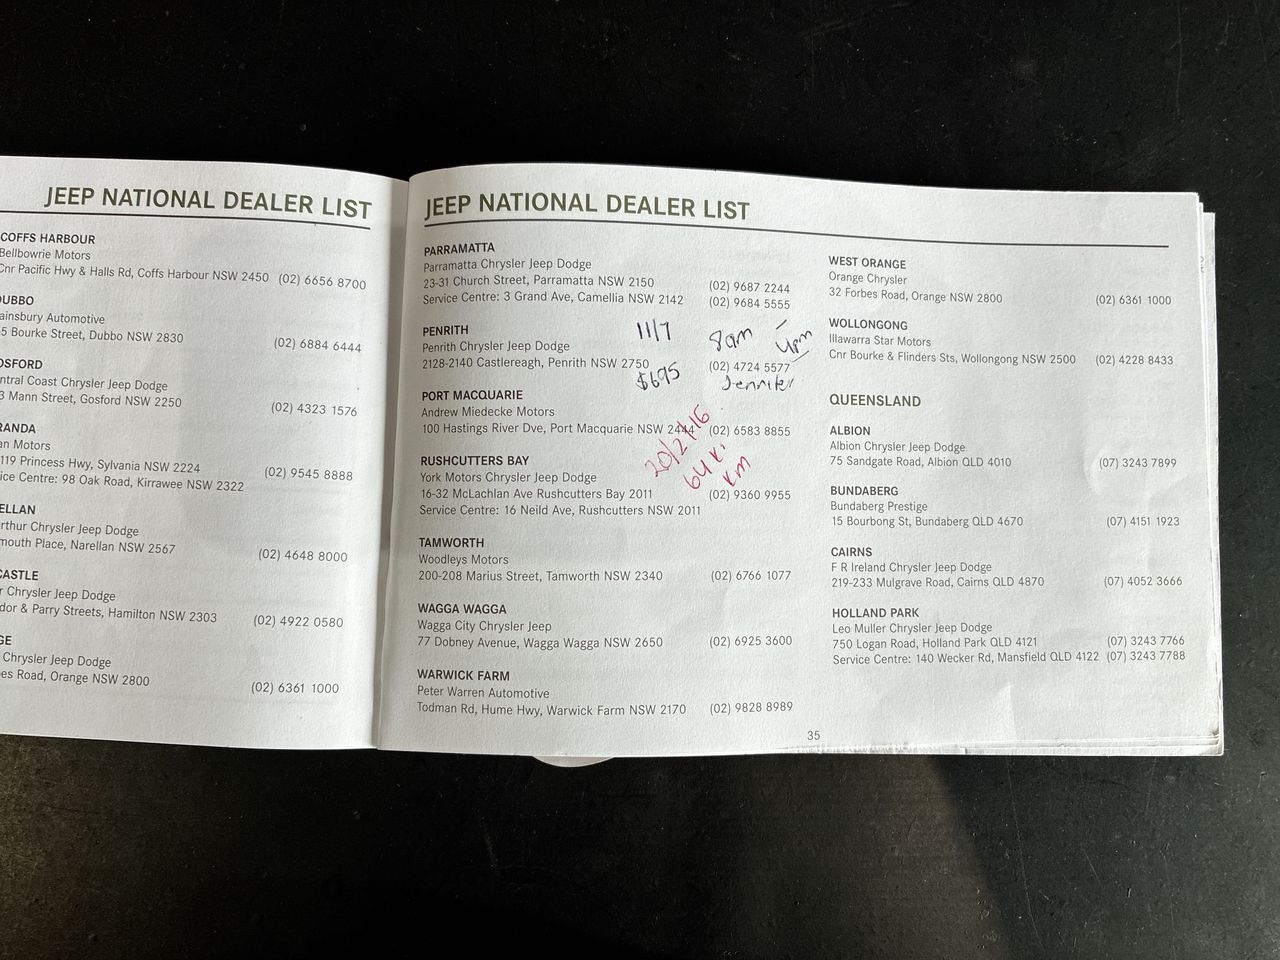 JEEP NATIONAL DEALER LIST
COFFS HARBOUR
Bellbowrie Motors
Cnr Pacific Hwy & Halls Rd, Coffs Harbour NSW 2450 (02) 6656 8700
DUBBO
ainsbury Automotive
5 Bourke Street, Dubbo NSW 2830 (02) 6884 6444
OSFORD
ntral Coast Chrysler Jeep Dodge
3 Mann Street, Gosford NSW 2250 (02) 4323 1576
RANDA
an Motors
119 Princess Hwy, Sylvania NSW 2224 (02) 9545 8888
ice Centre: 98 Oak Road, Kirrawee NSW 2322
ELLAN
rthur Chrysler Jeep Dodge
mouth Place, Narellan NSW 2567 (02) 4648 8000
CASTLE
r Chrysler Jeep Dodge
dor & Parry Streets, Hamilton NSW 2303 (02) 4922 0580
GE
Chrysler Jeep Dodge
es Road, Orange NSW 2800 (02) 6361 1000
JEEP NATIONAL DEALER LIST
PARRAMATTA
Parramatta Chrysler Jeep Dodge
23-31 Church Street, Parramatta NSW 2150 (02) 9687 2244
Service Centre: 3 Grand Ave, Camellia NSW 2142 (02) 9684 5555
PENRITH 11/7 8am - 4pm
Penrith Chrysler Jeep Dodge
2128-2140 Castlereagh, Penrith NSW 2750 (02) 4724 5577
$695 Jennifer
PORT MACQUARIE
Andrew Miedecke Motors
100 Hastings River Dve, Port Macquarie NSW 2444 (02) 6583 8855
20/2/16
64 K
km
RUSHCUTTERS BAY
York Motors Chrysler Jeep Dodge
16-32 McLachlan Ave Rushcutters Bay 2011 (02) 9360 9955
Service Centre: 16 Neild Ave, Rushcutters NSW 2011
TAMWORTH
Woodleys Motors
200-208 Marius Street, Tamworth NSW 2340 (02) 6766 1077
WAGGA WAGGA
Wagga City Chrysler Jeep
77 Dobney Avenue, Wagga Wagga NSW 2650 (02) 6925 3600
WARWICK FARM
Peter Warren Automotive
Todman Rd, Hume Hwy, Warwick Farm NSW 2170 (02) 9828 8989
WEST ORANGE
Orange Chrysler
32 Forbes Road, Orange NSW 2800 (02) 6361 1000
WOLLONGONG
Illawarra Star Motors
Cnr Bourke & Flinders Sts, Wollongong NSW 2500 (02) 4228 8433
QUEENSLAND
ALBION
Albion Chrysler Jeep Dodge
75 Sandgate Road, Albion QLD 4010 (07) 3243 7899
BUNDABERG
Bundaberg Prestige
15 Bourbong St, Bundaberg QLD 4670 (07) 4151 1923
CAIRNS
F R Ireland Chrysler Jeep Dodge
219-233 Mulgrave Road, Cairns QLD 4870 (07) 4052 3666
HOLLAND PARK
Leo Muller Chrysler Jeep Dodge
750 Logan Road, Holland Park QLD 4121 (07) 3243 7766
Service Centre: 140 Wecker Rd, Mansfield QLD 4122 (07) 3243 7788
35